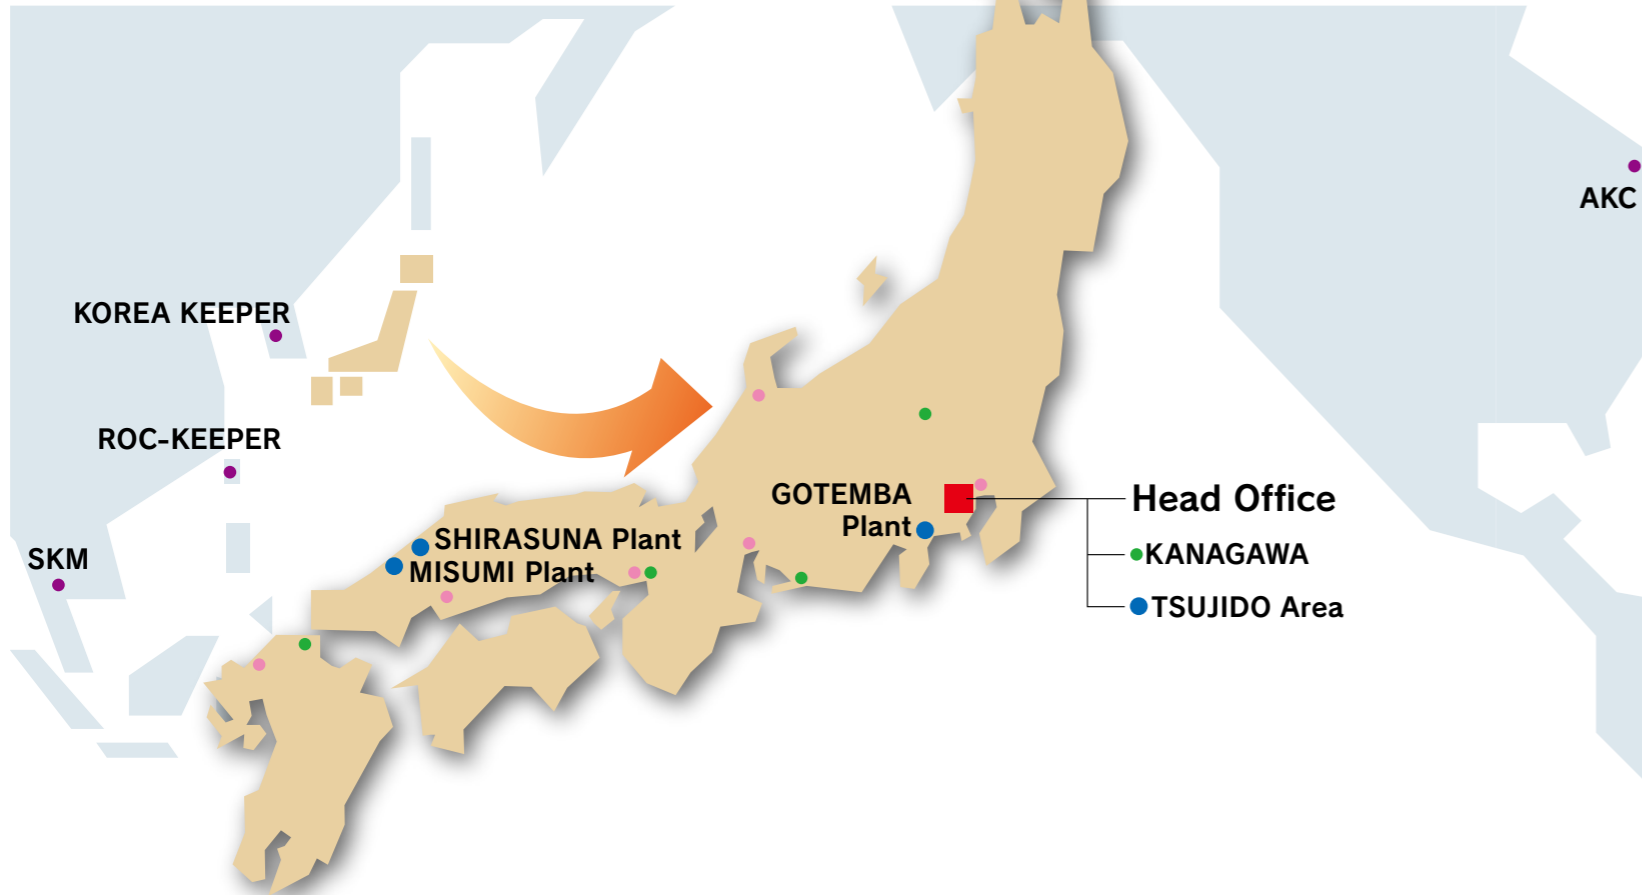 AKC
KOREA KEEPER
ROC-KEEPER
SKM
GOTEMBA
Plant
SHIRASUNA Plant
MISUMI Plant
Head Office
KANAGAWA
TSUJIDO Area